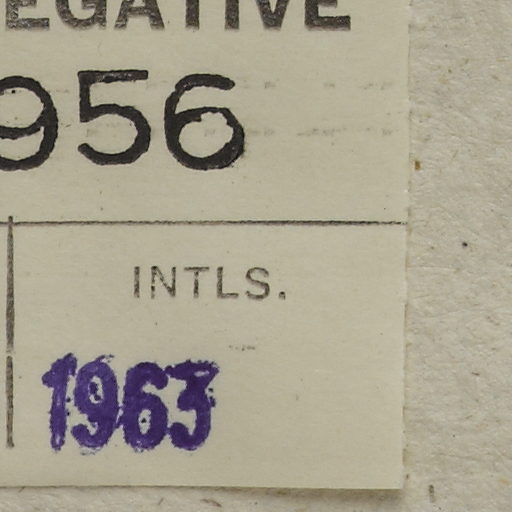 EGATIVE
956
INTLS.
1963